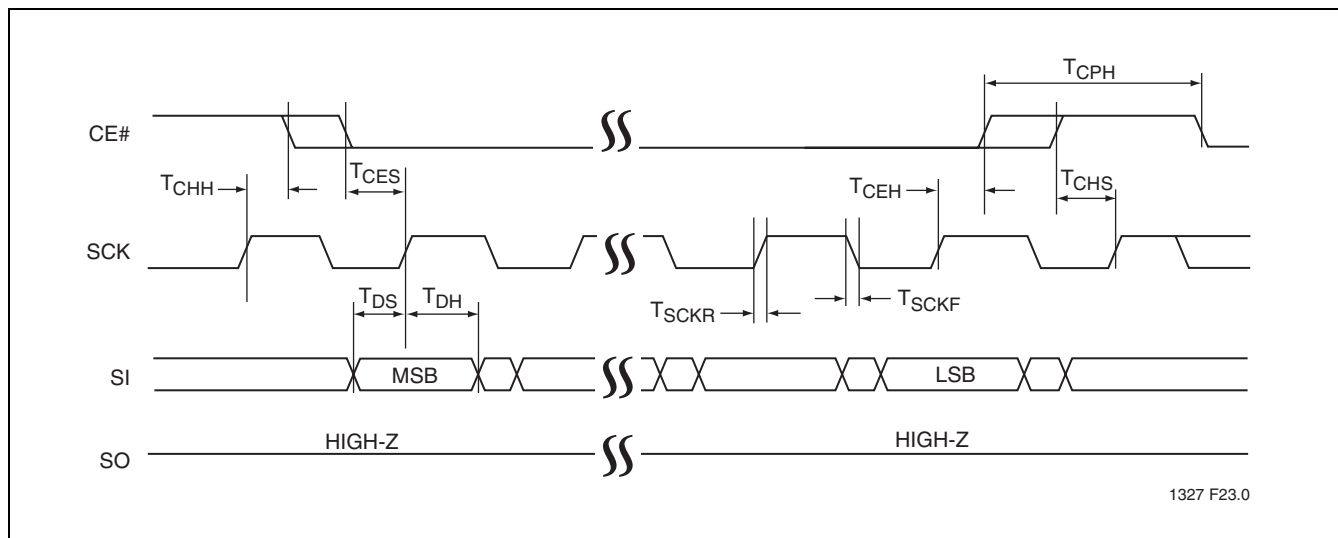 TCPH
CE#
TCHH
TCES
TCEH
TCHS
SCK
TDS
TDH
TSCKR
TSCKF
SI
MSB
LSB
HIGH-Z
HIGH-Z
SO
1327 F23.0